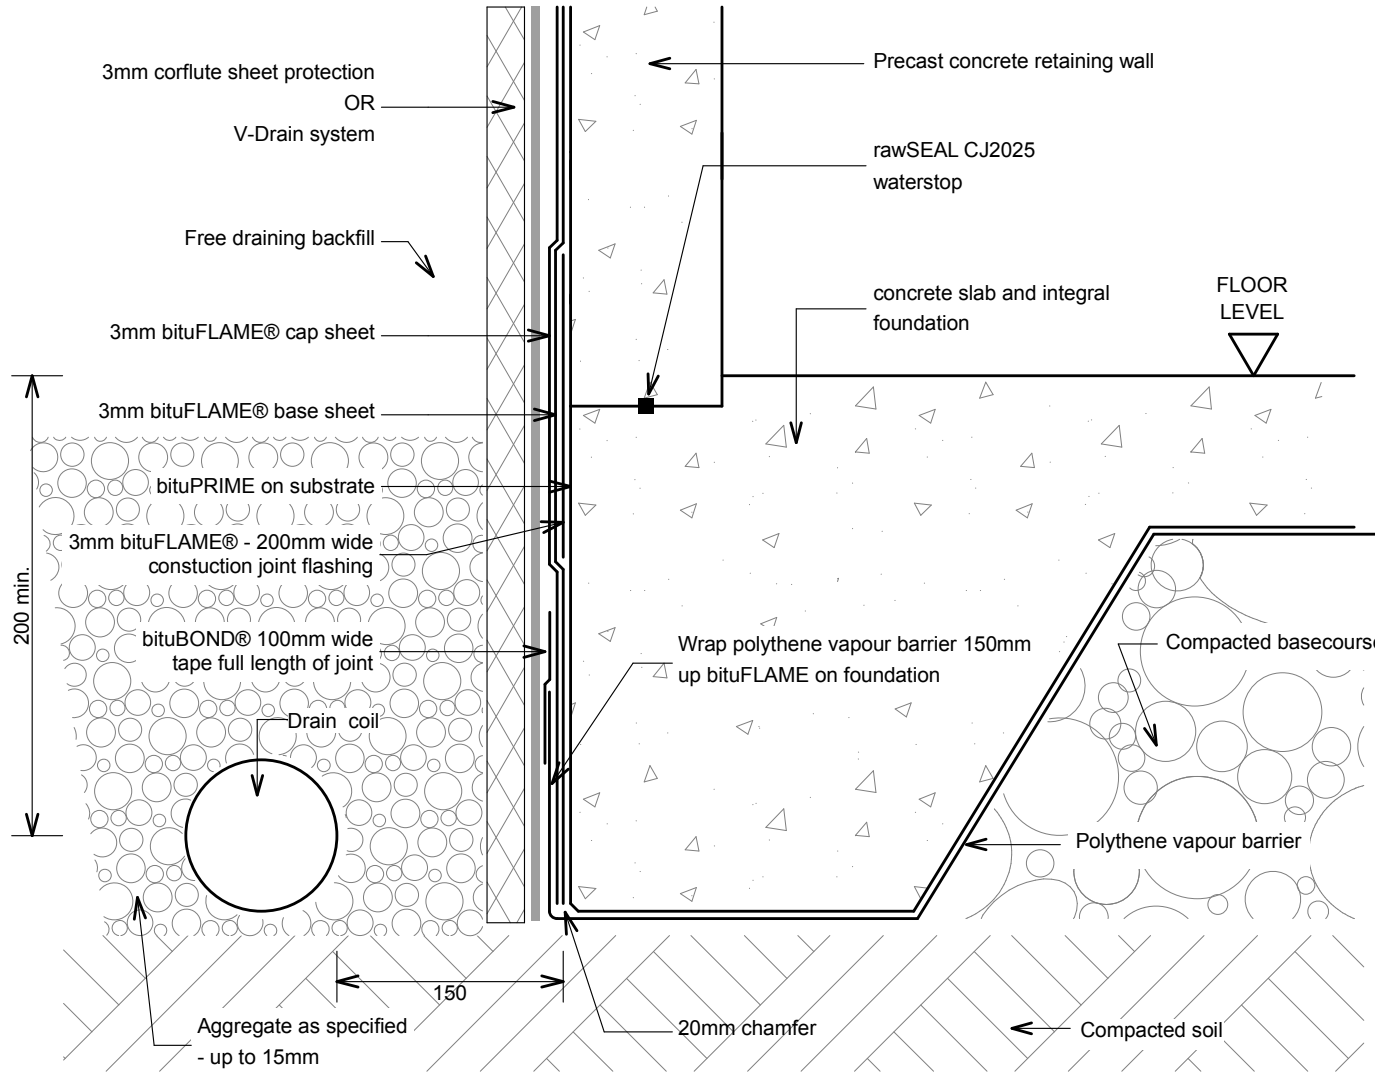 3mm corflute sheet protection
OR
V-Drain system
Free draining backfill
3mm bituFLAME® cap sheet
3mm bituFLAME® base sheet
bituPRIME on substrate
3mm bituFLAME® - 200mm wide
constuction joint flashing
bituBOND® 100mm wide
tape full length of joint
Drain coil
200 min.
150
Aggregate as specified
- up to 15mm
Precast concrete retaining wall
rawSEAL CJ2025
waterstop
concrete slab and integral
foundation
FLOOR
LEVEL
Wrap polythene vapour barrier 150mm
up bituFLAME on foundation
Compacted basecourse
Polythene vapour barrier
20mm chamfer
Compacted soil